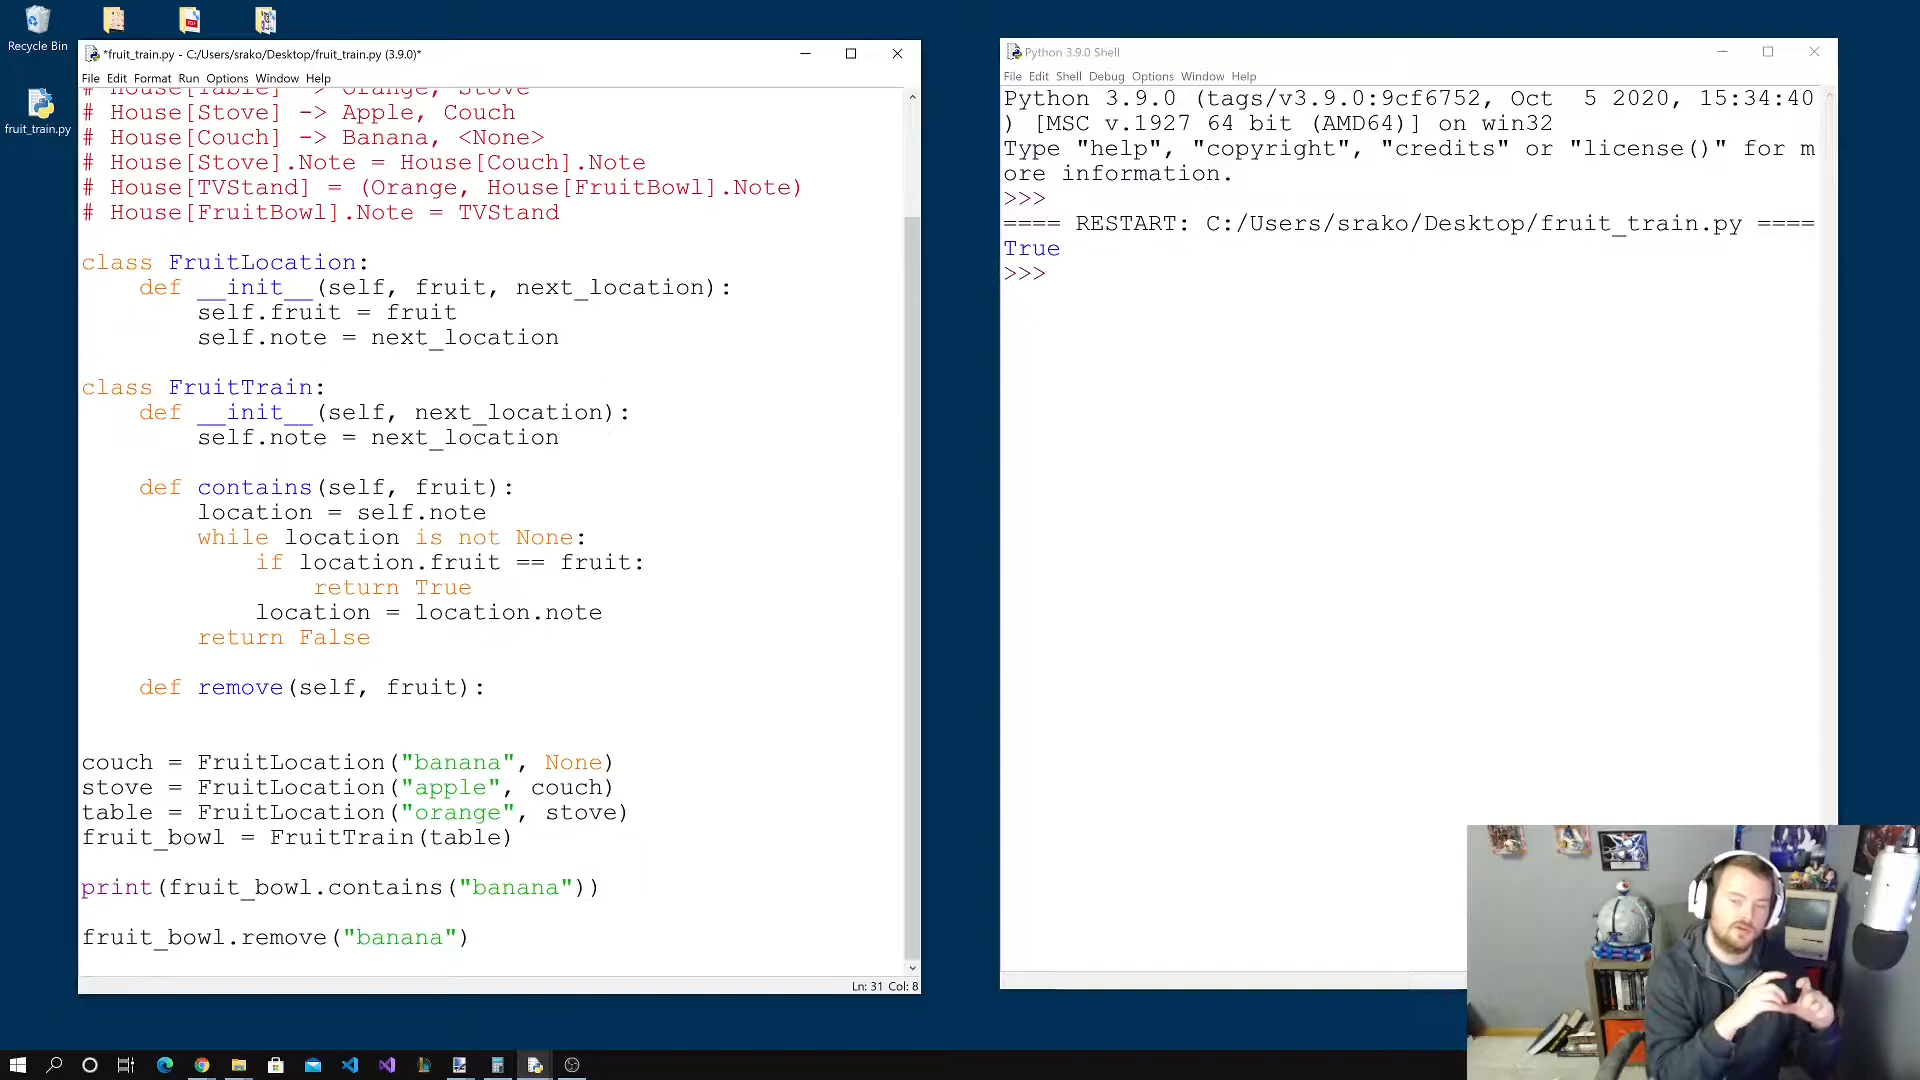 Recycle Bin
fruit_train.py
*fruit_train.py - C:/Users/srako/Desktop/fruit_train.py (3.9.0)*
File Edit Format Run Options Window Help
# House[Table] -> Orange, Stove
# House[Stove] -> Apple, Couch
# House[Couch] -> Banana, <None>
# House[Stove].Note = House[Couch].Note
# House[TVStand] = (Orange, House[FruitBowl].Note)
# House[FruitBowl].Note = TVStand
class FruitLocation:
def __init__(self, fruit, next_location):
self.fruit = fruit
self.note = next_location
class FruitTrain:
def __init__(self, next_location):
self.note = next_location
def contains(self, fruit):
location = self.note
while location is not None:
if location.fruit == fruit:
return True
location = location.note
return False
def remove(self, fruit):
couch = FruitLocation("banana", None)
stove = FruitLocation("apple", couch)
table = FruitLocation("orange", stove)
fruit_bowl = FruitTrain(table)
print(fruit_bowl.contains("banana"))
fruit_bowl.remove("banana")
Ln: 31 Col: 8
Python 3.9.0 Shell
File Edit Shell Debug Options Window Help
Python 3.9.0 (tags/v3.9.0:9cf6752, Oct  5 2020, 15:34:40
) [MSC v.1927 64 bit (AMD64)] on win32
Type "help", "copyright", "credits" or "license()" for m
ore information.
>>>
==== RESTART: C:/Users/srako/Desktop/fruit_train.py ====
True
>>>